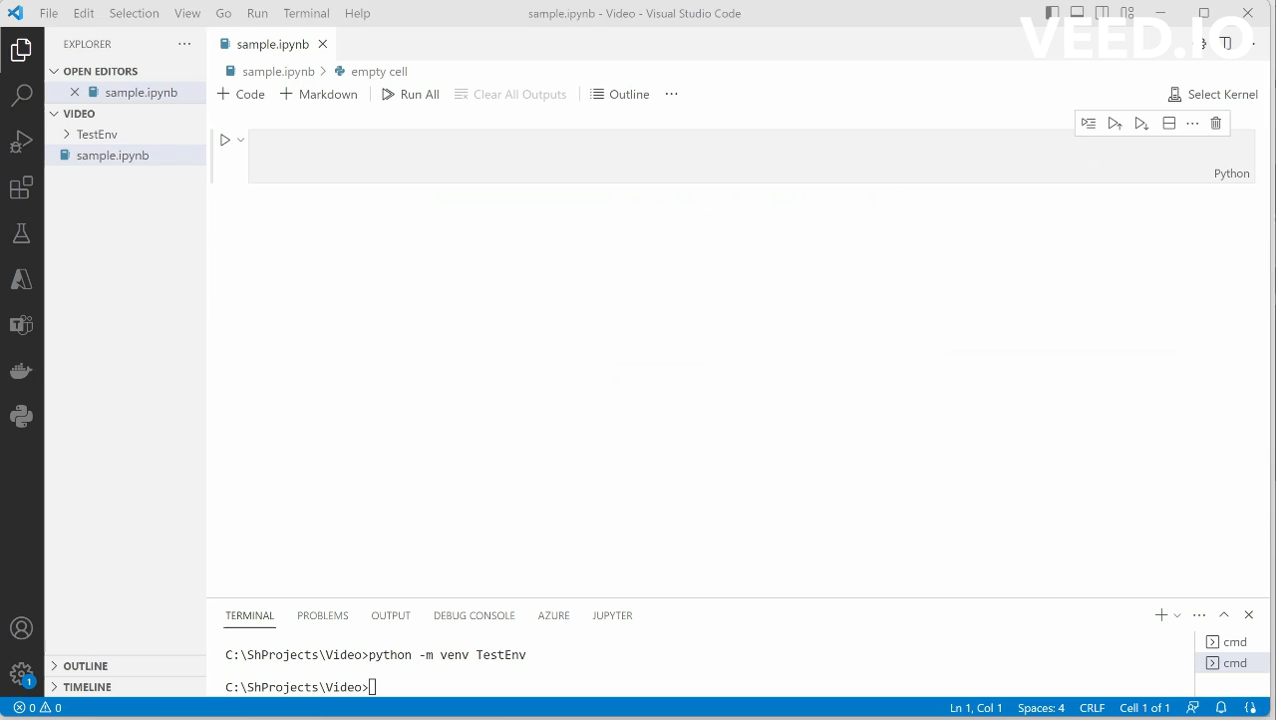 File Edit Selection View Go Run Terminal Help
sample.ipynb - Video - Visual Studio Code
VEED.IO
EXPLORER
sample.ipynb
OPEN EDITORS
sample.ipynb
VIDEO
TestEnv
sample.ipynb
sample.ipynb > empty cell
Code Markdown Run All Clear All Outputs Outline
Select Kernel
Python
TERMINAL PROBLEMS OUTPUT DEBUG CONSOLE AZURE JUPYTER
C:\ShProjects\Video>python -m venv TestEnv
C:\ShProjects\Video>
cmd
cmd
OUTLINE
TIMELINE
1
0 0
Ln 1, Col 1 Spaces: 4 CRLF Cell 1 of 1